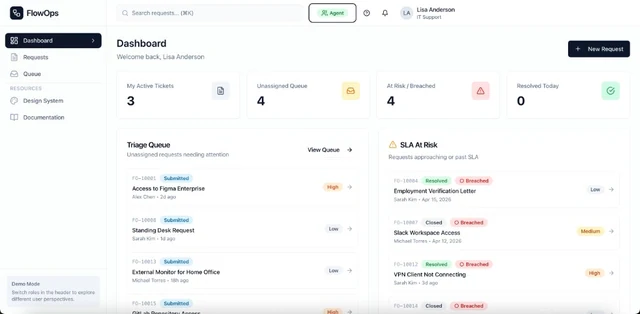 FlowOps
Search requests... (⌘K)
Agent
LA
Lisa Anderson
IT Support
Dashboard
Requests
Queue
RESOURCES
Design System
Documentation
Demo Mode
Switch roles in the header to explore
different user perspectives.
Dashboard
Welcome back, Lisa Anderson
+ New Request
My Active Tickets
3
Unassigned Queue
4
At Risk / Breached
4
Resolved Today
0
Triage Queue
Unassigned requests needing attention
View Queue →
FO-10001 Submitted
Access to Figma Enterprise
Alex Chen • 2d ago
High →
Submitted
Standing Desk Request
Sarah Kim • 1d ago
Low →
FO-10013 Submitted
External Monitor for Home Office
Michael Torres • 18h ago
Low →
FO-10015 Submitted
GitLab Repository Access
High →
SLA At Risk
Requests approaching or past SLA
Resolved Breached
Employment Verification Letter
Sarah Kim • Apr 15, 2026
Low →
FO-10007 Closed Breached
Slack Workspace Access
Michael Torres • Apr 12, 2026
Medium →
FO-10012 Resolved Breached
VPN Client Not Connecting
Sarah Kim • 3d ago
High →
Closed Breached